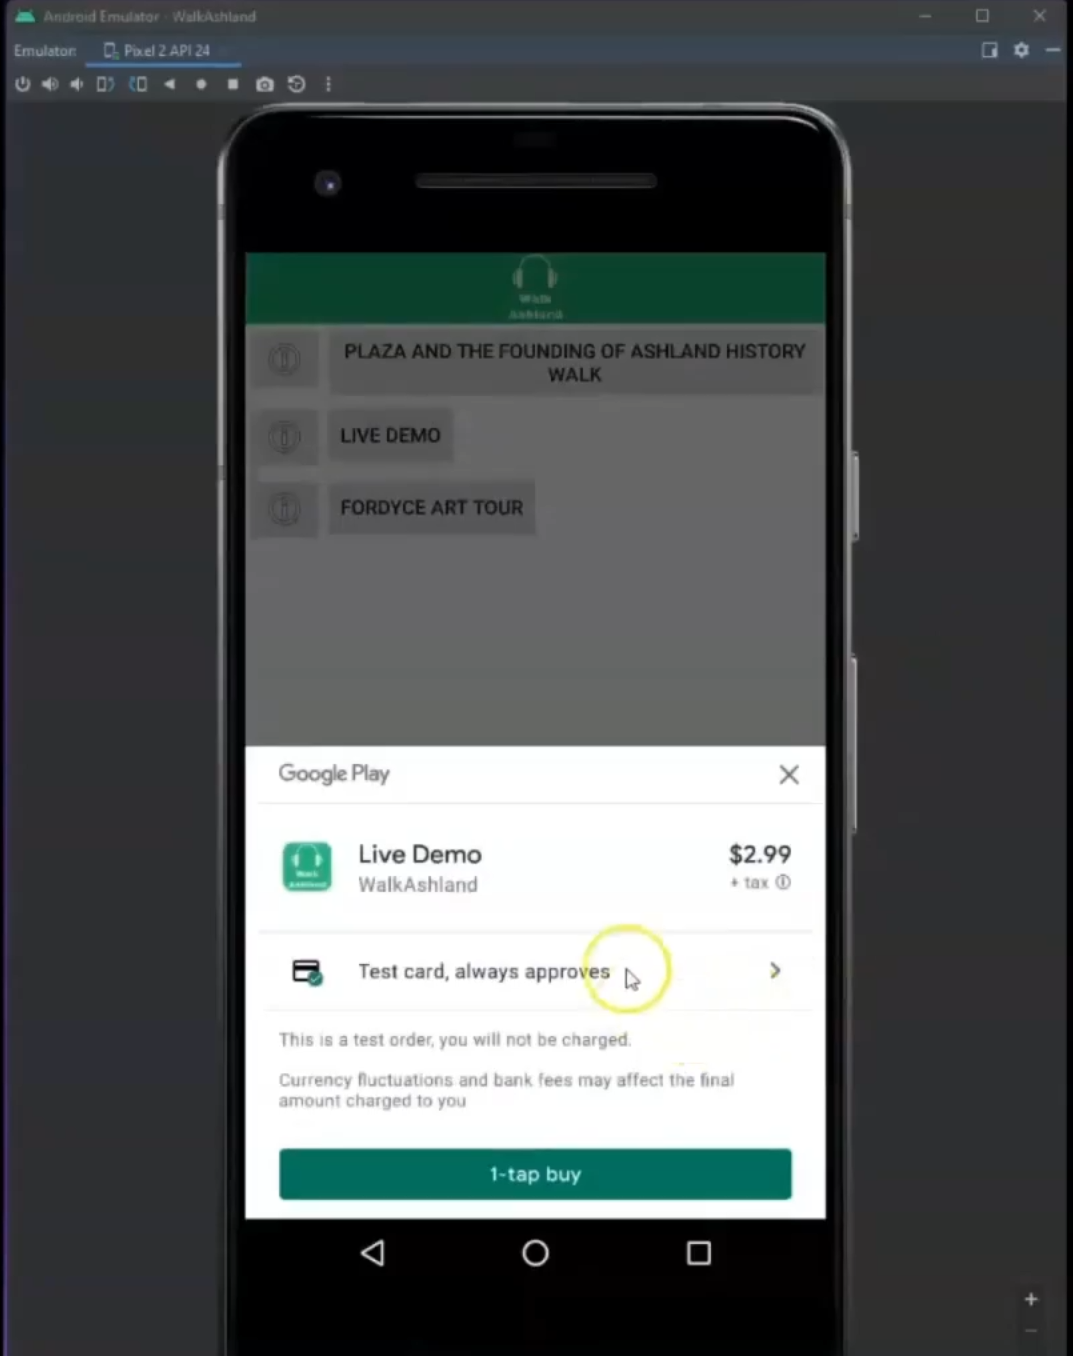 Android Emulator - WalkAshland
Emulator: Pixel 2 API 24
Walk
Ashland
PLAZA AND THE FOUNDING OF ASHLAND HISTORY
WALK
LIVE DEMO
FORDYCE ART TOUR
Google Play
Live Demo
$2.99
WalkAshland
+ tax
Walk
Ashland
Test card, always approves
This is a test order, you will not be charged.
Currency fluctuations and bank fees may affect the final
amount charged to you
1-tap buy